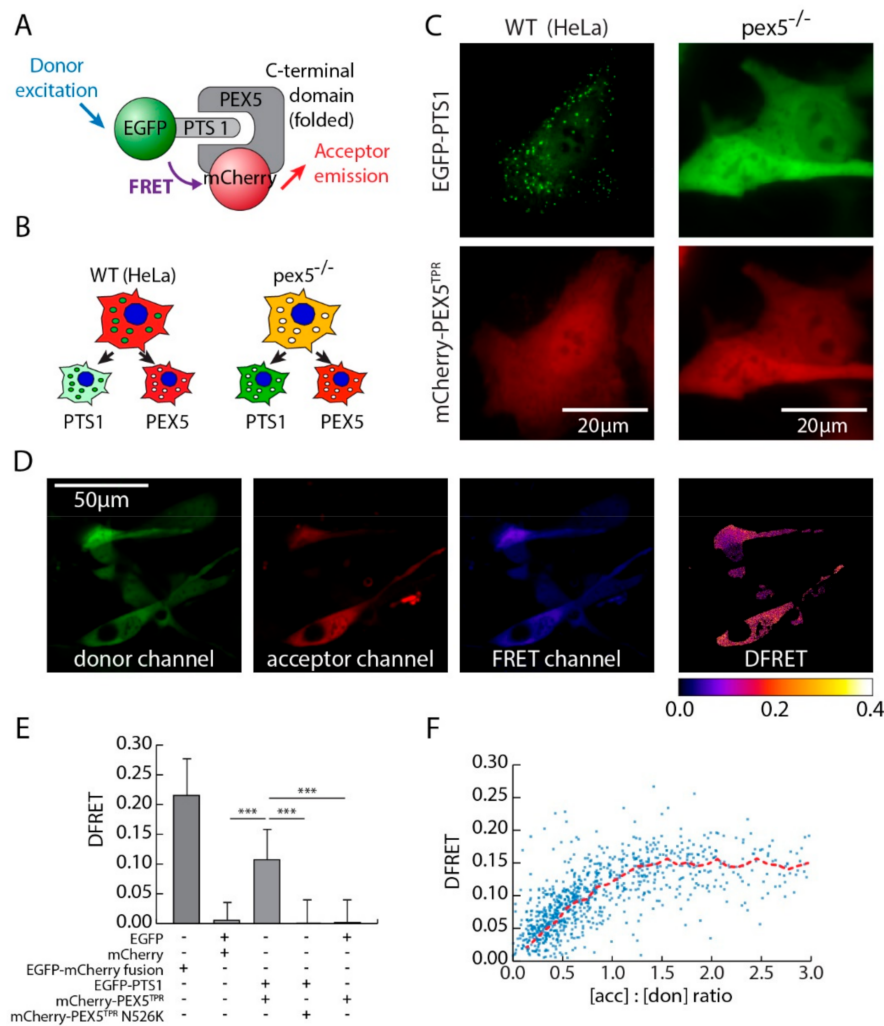 A
Donor
excitation
C-terminal
domain
(folded)
PEX5
EGFP
PTS 1
mCherry
FRET
Acceptor
emission
B
WT (HeLa)
pex5-/-
PTS1
PEX5
PTS1
PEX5
C
WT (HeLa)
pex5-/-
EGFP-PTS1
mCherry-PEX5TPR
20µm
20µm
D
50µm
donor channel
acceptor channel
FRET channel
DFRET
0.0
0.2
0.4
E
DFRET
0.30
0.25
0.20
0.15
0.10
0.05
0.00
***
***
***
EGFP - + - - +
mCherry - + - - -
EGFP-mCherry fusion + - - - -
EGFP-PTS1 - - + + -
mCherry-PEX5TPR - - + - +
mCherry-PEX5TPR N526K - - - + -
F
DFRET
0.30
0.25
0.20
0.15
0.10
0.05
0.00
0.0 0.5 1.0 1.5 2.0 2.5 3.0
[acc] : [don] ratio